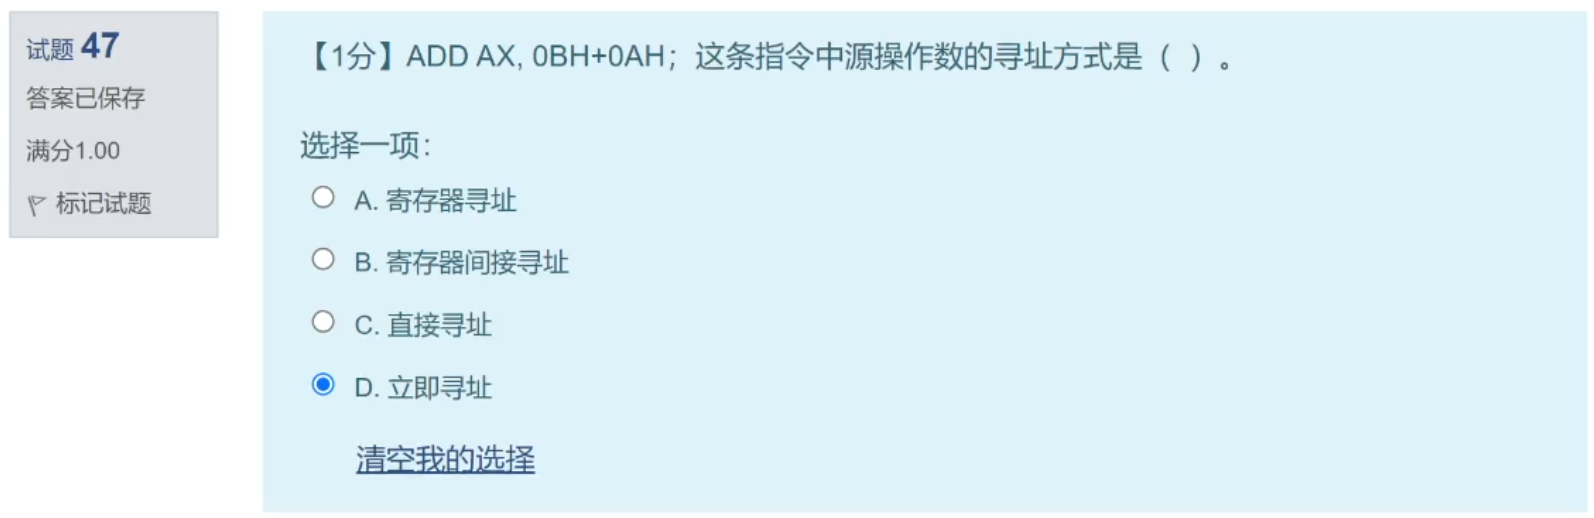 试题 47
答案已保存
满分1.00
标记试题
【1分】ADD AX, 0BH+0AH；这条指令中源操作数的寻址方式是（ ）。
选择一项：
A. 寄存器寻址
B. 寄存器间接寻址
C. 直接寻址
D. 立即寻址
清空我的选择